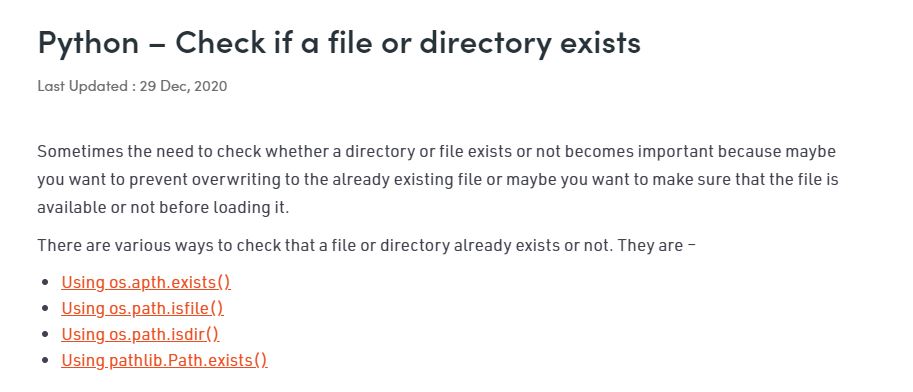 Python – Check if a file or directory exists
Last Updated : 29 Dec, 2020
Sometimes the need to check whether a directory or file exists or not becomes important because maybe
you want to prevent overwriting to the already existing file or maybe you want to make sure that the file is
available or not before loading it.
There are various ways to check that a file or directory already exists or not. They are –
• Using os.apth.exists()
• Using os.path.isfile()
• Using os.path.isdir()
• Using pathlib.Path.exists()